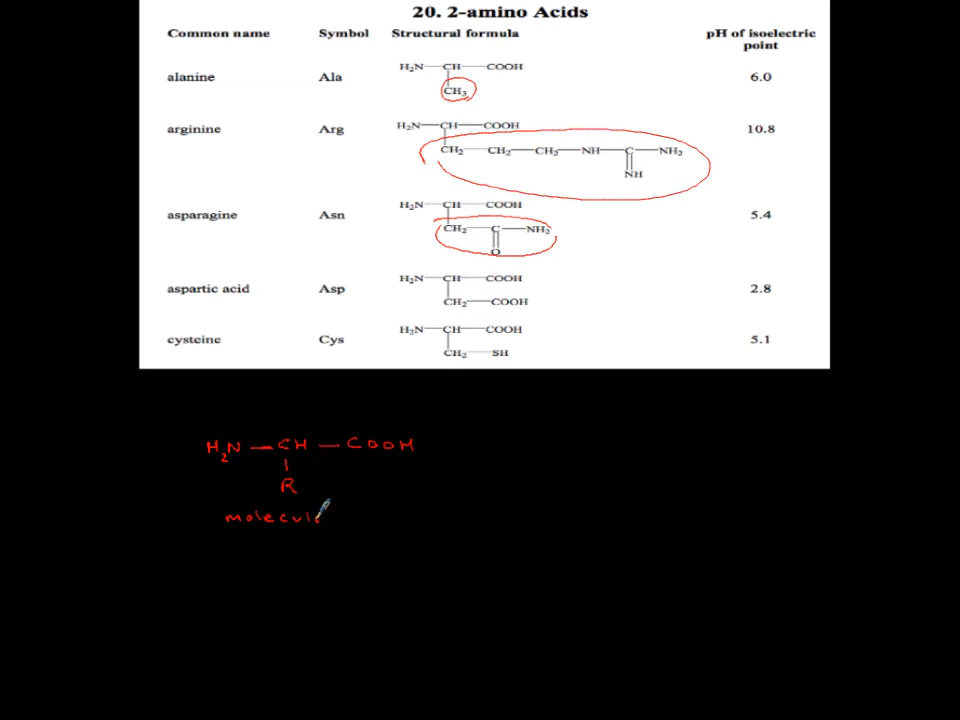 20. 2-amino Acids
Common name Symbol Structural formula pH of isoelectric point
H₂N—CH—COOH
alanine Ala 6.0
CH₃
H₂N—CH—COOH
arginine Arg 10.8
CH₂—CH₂—CH₂—NH—C—NH₂
NH
H₂N—CH—COOH
asparagine Asn 5.4
CH₂—C—NH₂
O
H₂N—CH—COOH
aspartic acid Asp 2.8
CH₂—COOH
H₂N—CH—COOH
cysteine Cys 5.1
CH₂—SH
H₂N—CH—COOH
R
molecul